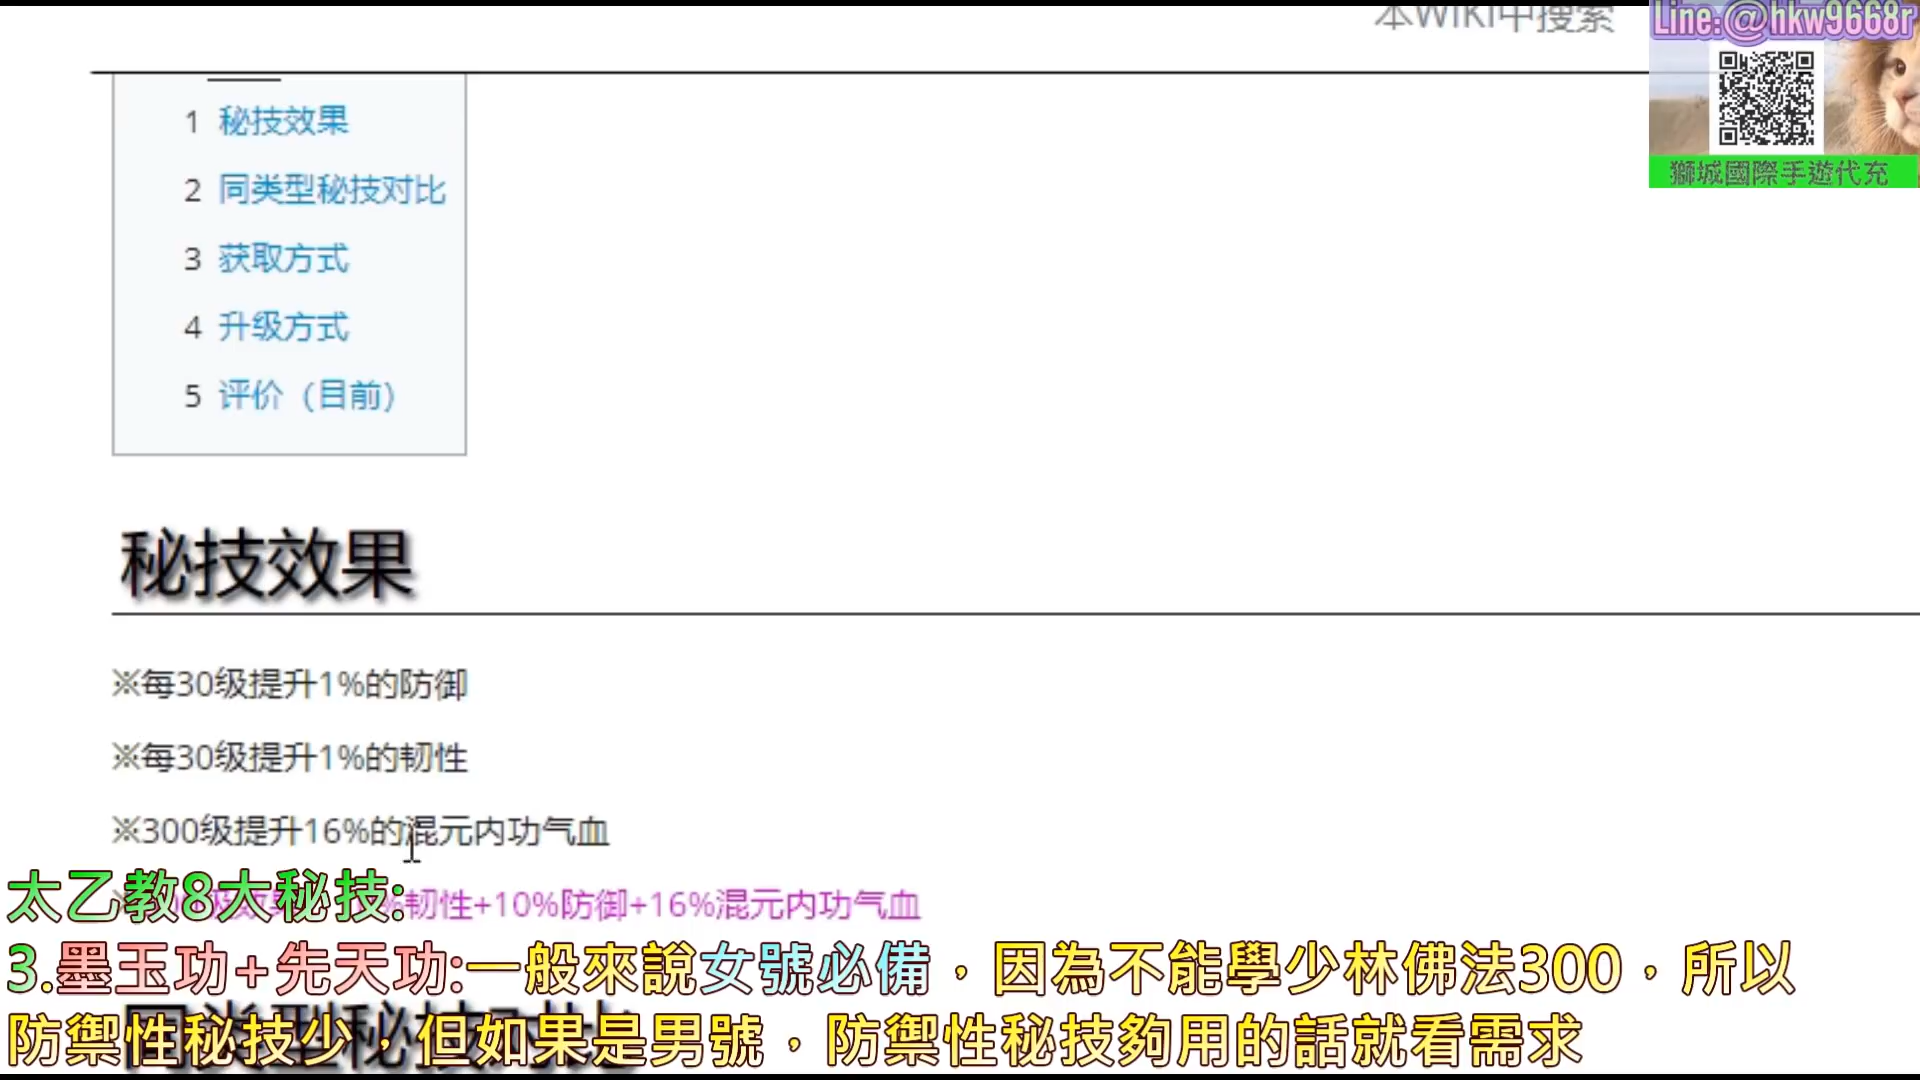 本WIKI中搜索
Line:@hkw9668r
獅城國際手遊代充
1 秘技效果
2 同类型秘技对比
3 获取方式
4 升级方式
5 评价（目前）
秘技效果
※每30级提升1%的防御
※每30级提升1%的韧性
※300级提升16%的混元内功气血
%韧性+10%防御+16%混元内功气血
太乙教8大秘技:
3.墨玉功+先天功:一般來說女號必備，因為不能學少林佛法300，所以
同类型秘技对比
防禦性秘技少，但如果是男號，防禦性秘技夠用的話就看需求